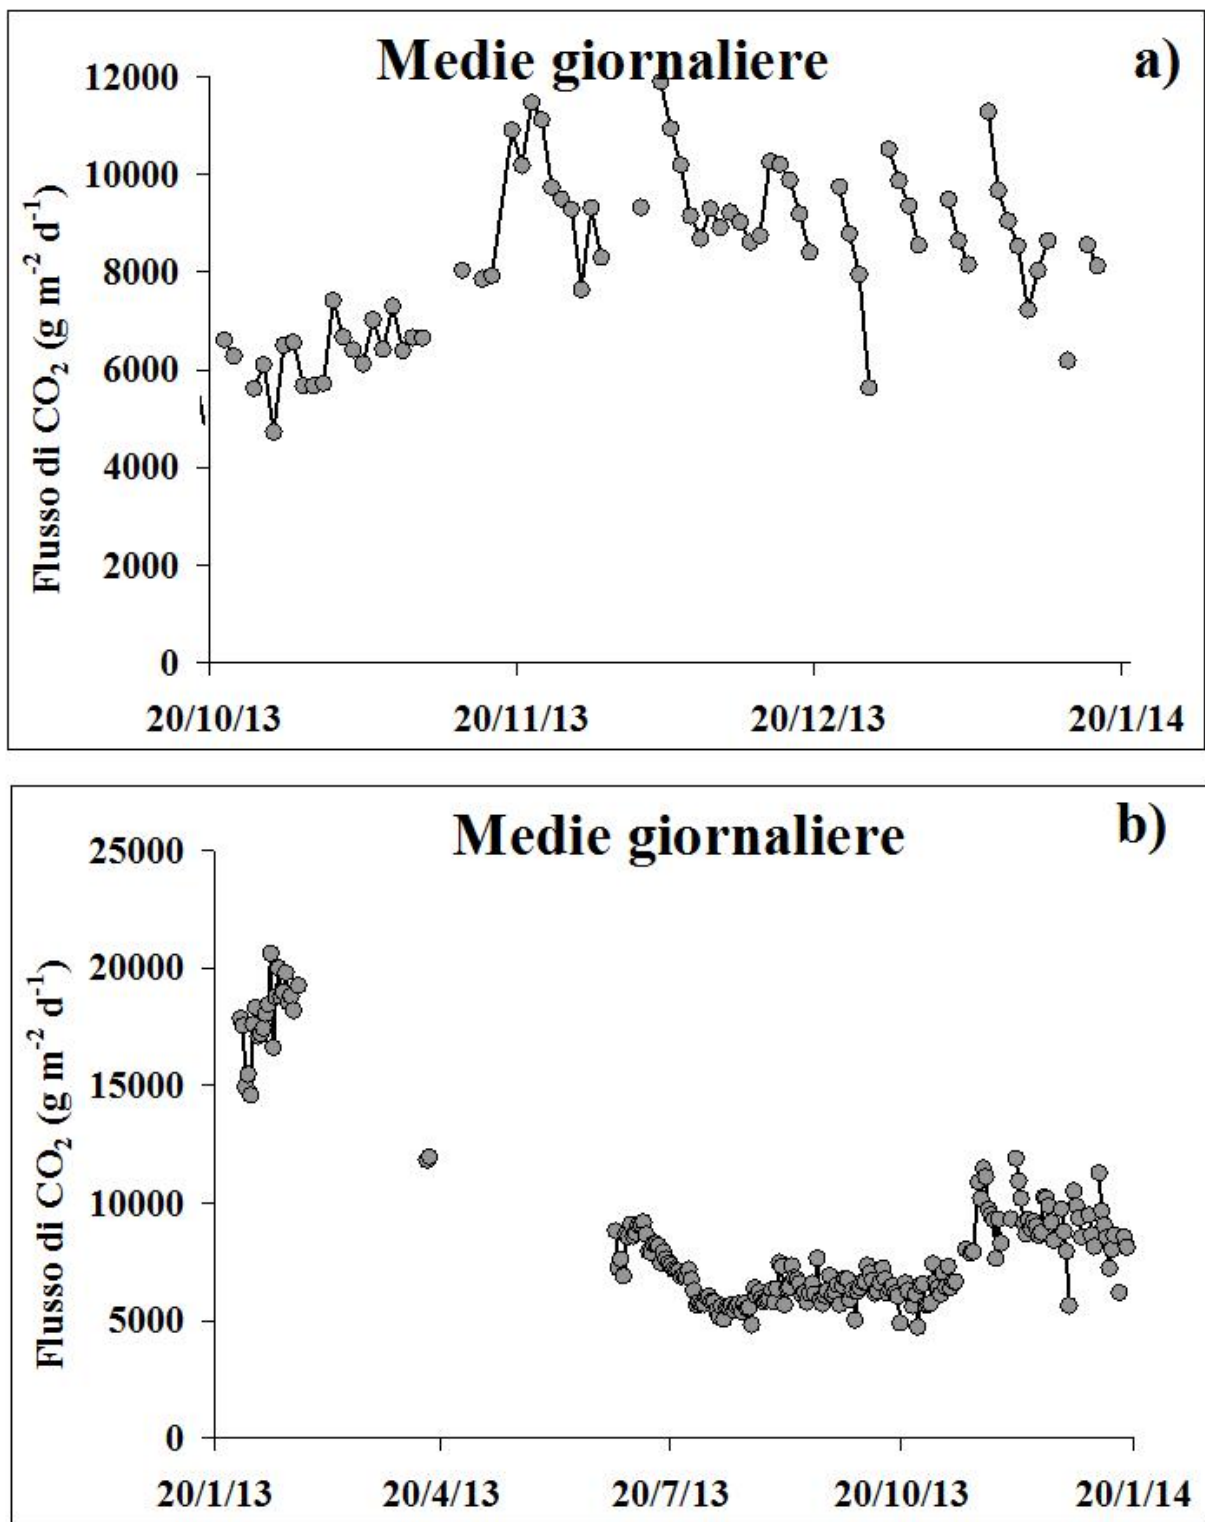 Medie giornaliere
a)
Flusso di CO₂ (g m⁻² d⁻¹)
12000
10000
8000
6000
4000
2000
0
20/10/13 20/11/13 20/12/13 20/1/14
Medie giornaliere
b)
Flusso di CO₂ (g m⁻² d⁻¹)
25000
20000
15000
10000
5000
0
20/1/13 20/4/13 20/7/13 20/10/13 20/1/14